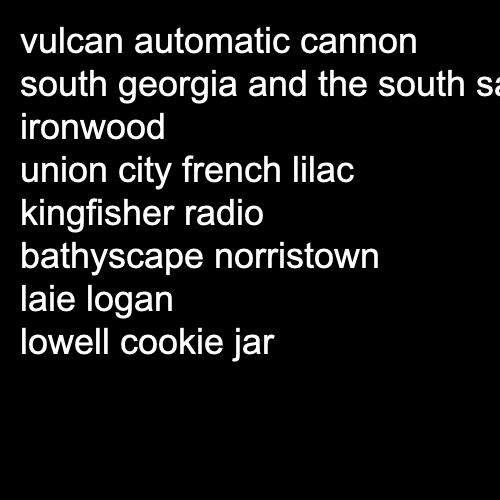 vulcan automatic cannon
south georgia and the south
ironwood
union city french lilac
kingfisher radio
bathyscape norristown
laie logan
lowell cookie jar